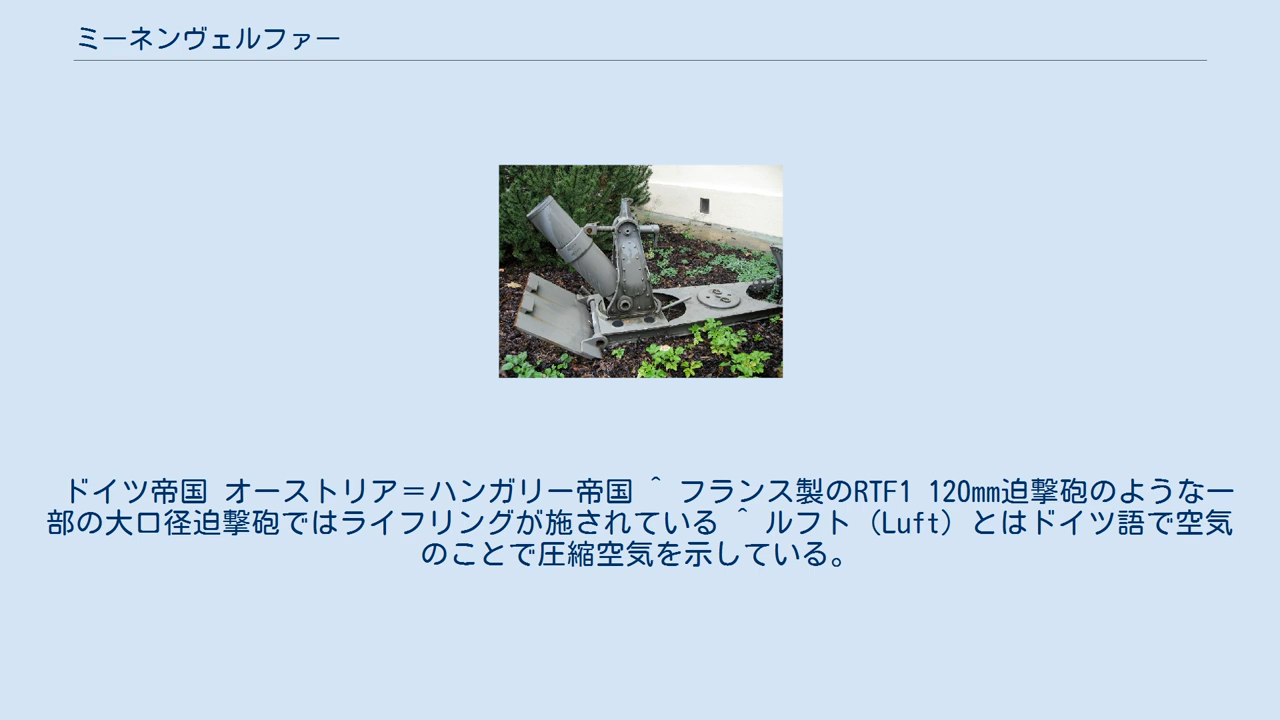 ミーネンヴェルファー
ドイツ帝国 オーストリア＝ハンガリー帝国 ^ フランス製のRTF1 120mm迫撃砲のような一
部の大口径迫撃砲ではライフリングが施されている ^ ルフト（Luft）とはドイツ語で空気
のことで圧縮空気を示している。